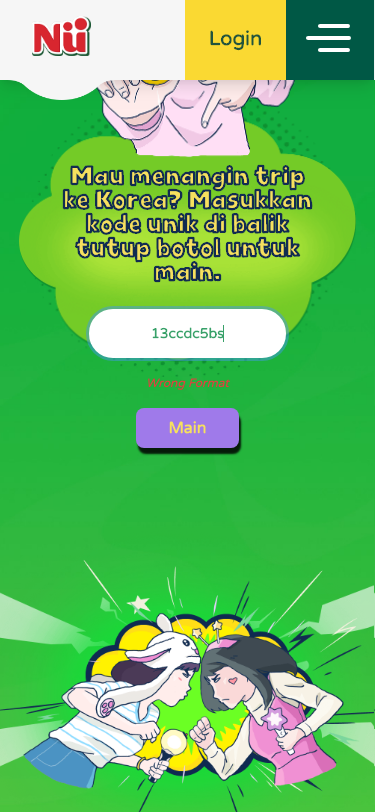 Nü
Login
Mau menangin trip
ke Korea? Masukkan
kode unik di balik
tutup botol untuk
main.
13ccdc5bs
Wrong Format
Main